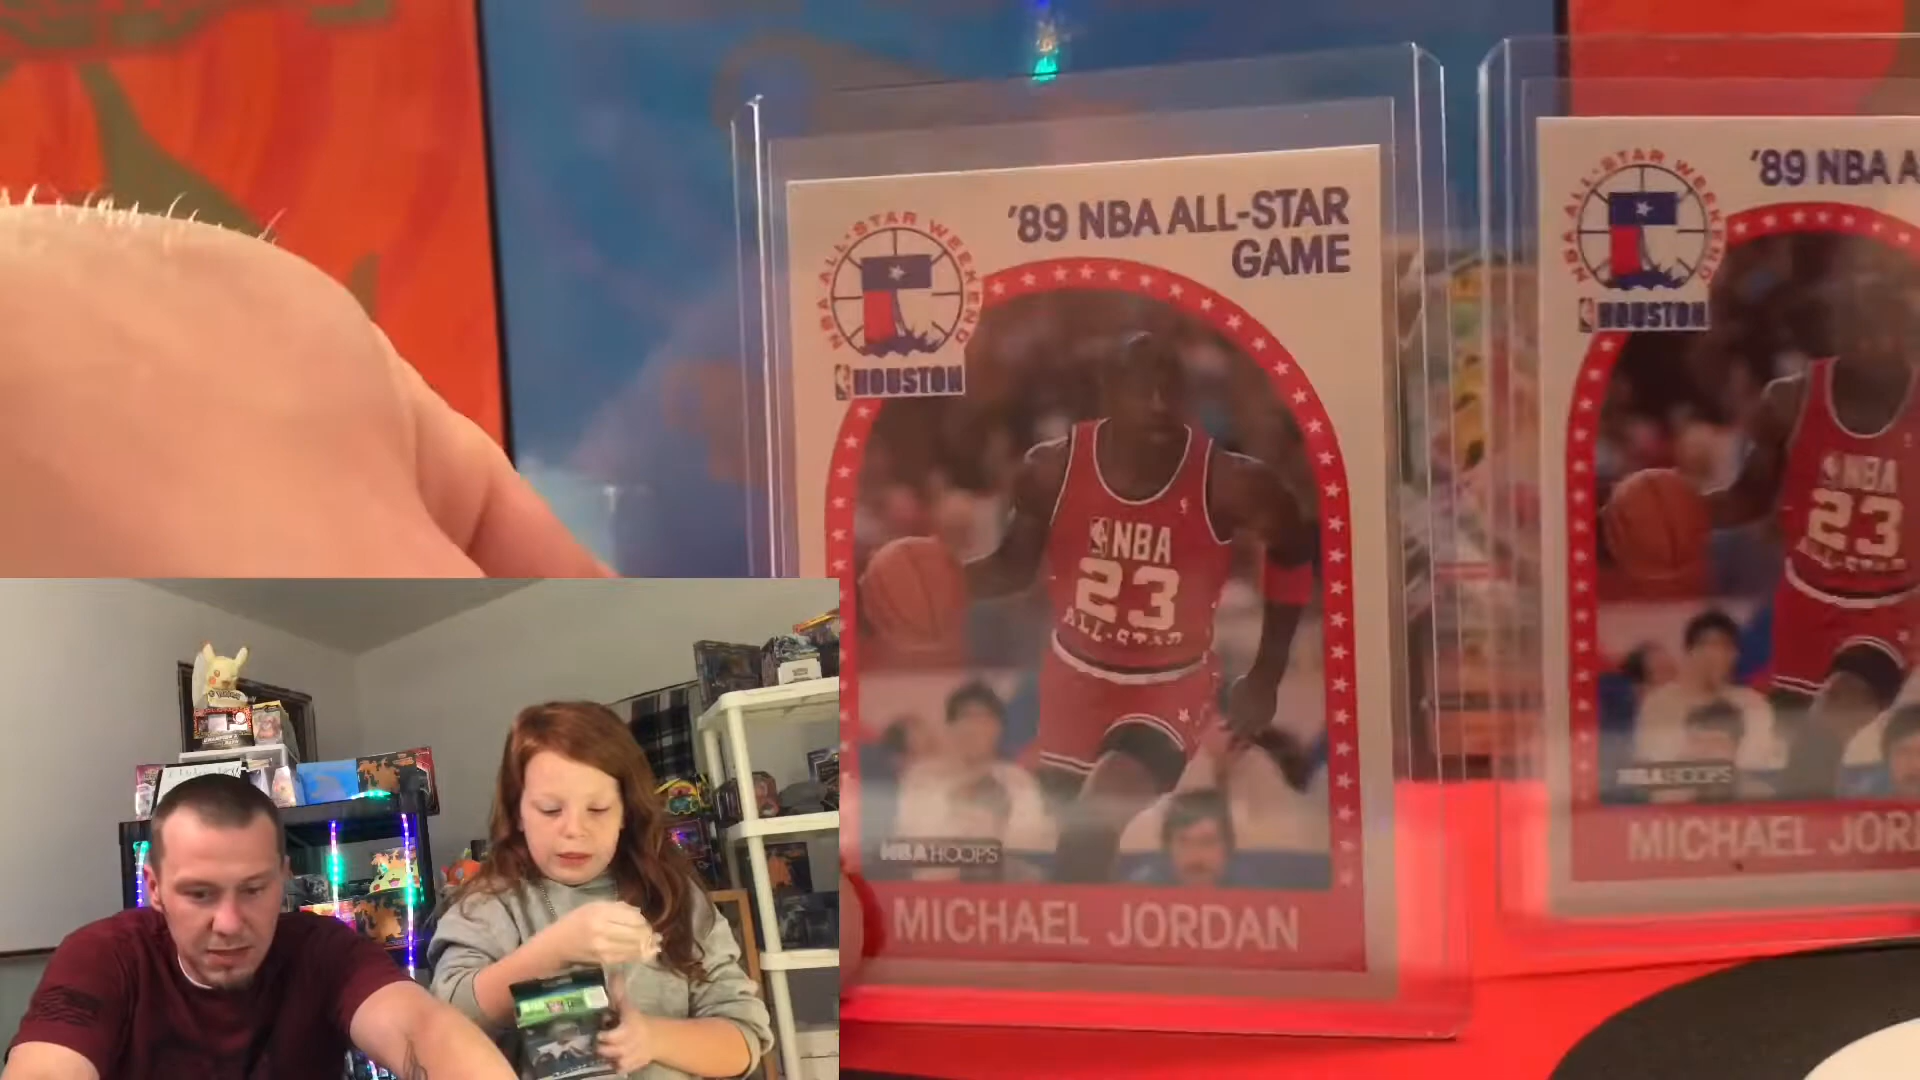 '89 NBA ALL-STAR
GAME
NBA ALL-STAR WEEKEND
HOUSTON
NBA
23
ALL-STAR
NBA HOOPS
MICHAEL JORDAN
'89 NBA A
NBA ALL-STAR WEEKEND
HOUSTON
NBA
23
ALL-STAR
NBA HOOPS
MICHAEL JOR